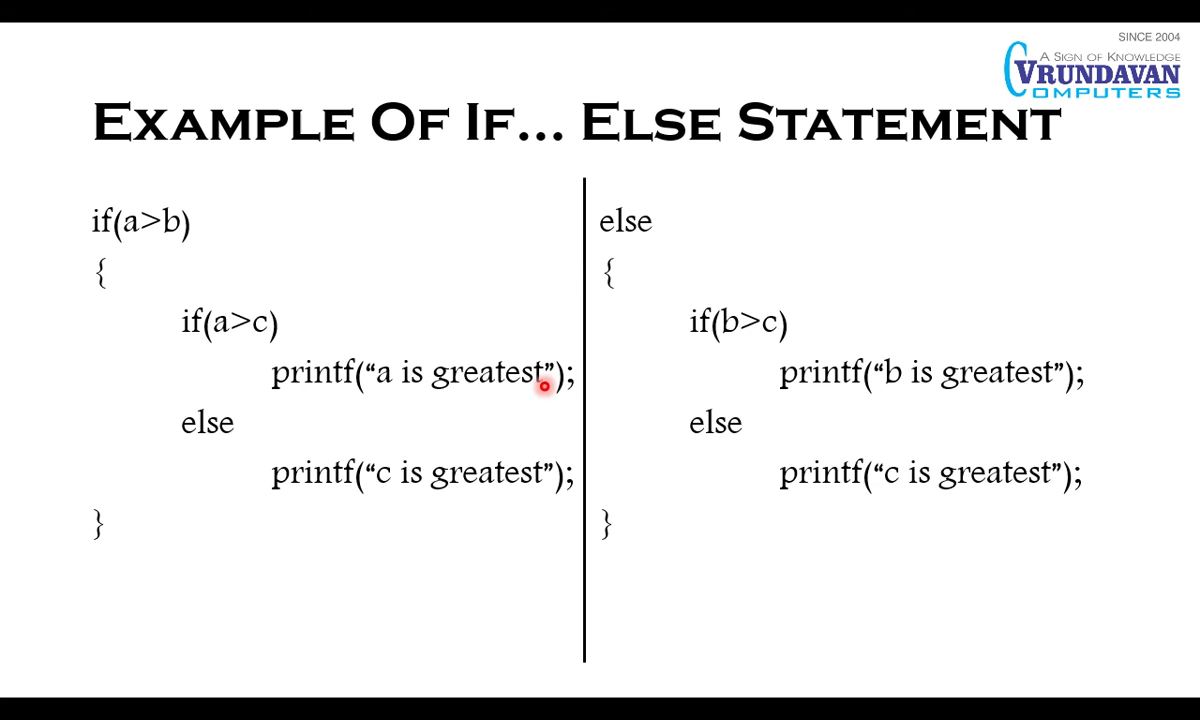 SINCE 2004
A SIGN OF KNOWLEDGE
VRUNDAVAN
COMPUTERS
EXAMPLE OF IF... ELSE STATEMENT
if(a>b)
{
if(a>c)
printf(“a is greatest”);
else
printf(“c is greatest”);
}
else
{
if(b>c)
printf(“b is greatest”);
else
printf(“c is greatest”);
}